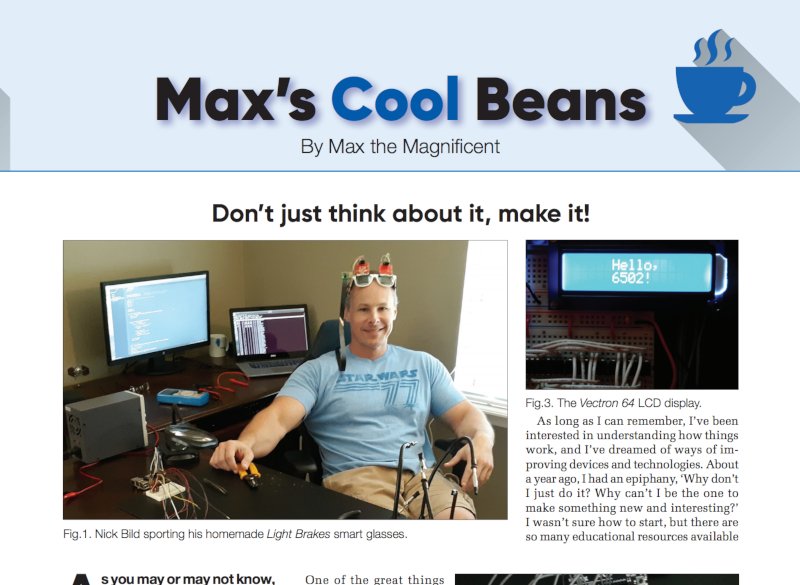 Max's Cool Beans
By Max the Magnificent
Don't just think about it, make it!
STAR WARS
77
Fig.1. Nick Bild sporting his homemade Light Brakes smart glasses.
Hello,
6502!
Fig.3. The Vectron 64 LCD display.
As long as I can remember, I've been
interested in understanding how things
work, and I've dreamed of ways of im-
proving devices and technologies. About
a year ago, I had an epiphany, 'Why don't
I just do it? Why can't I be the one to
make something new and interesting?'
I wasn't sure how to start, but there are
so many educational resources available
As you may or may not know,
One of the great things